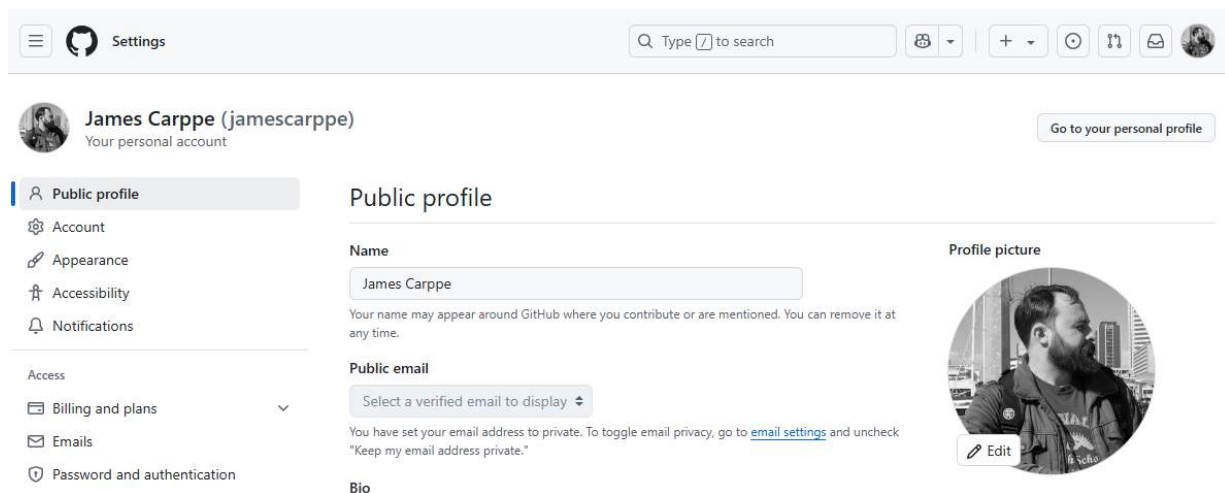 Settings
Type / to search
James Carppe (jamescarppe)
Your personal account
Go to your personal profile
Public profile
Account
Appearance
Accessibility
Notifications
Access
Billing and plans
Emails
Password and authentication
Public profile
Name
James Carppe
Your name may appear around GitHub where you contribute or are mentioned. You can remove it at
any time.
Public email
Select a verified email to display
You have set your email address to private. To toggle email privacy, go to email settings and uncheck
"Keep my email address private."
Bio
Profile picture
Edit